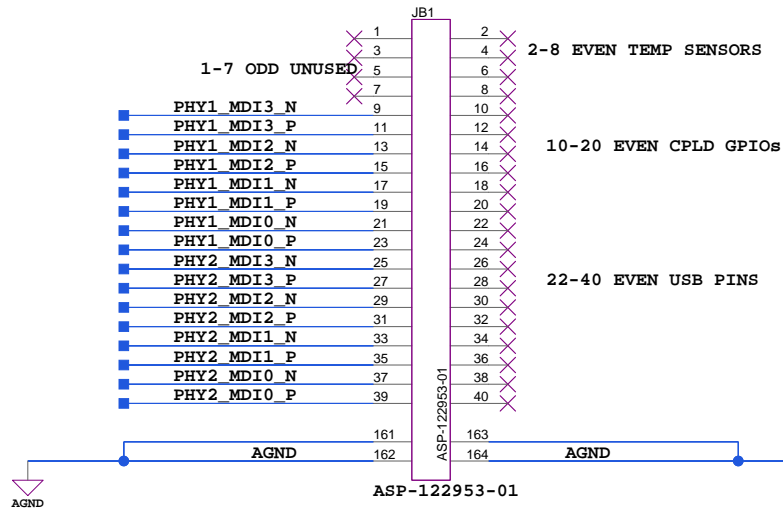 JB1
1 2
3 4
2-8 EVEN TEMP SENSORS
1-7 ODD UNUSED
5 6
7 8
PHY1_MDI3_N 9 10
PHY1_MDI3_P 11 12
PHY1_MDI2_N 13 14
10-20 EVEN CPLD GPIOs
PHY1_MDI2_P 15 16
PHY1_MDI1_N 17 18
PHY1_MDI1_P 19 20
PHY1_MDI0_N 21 22
PHY1_MDI0_P 23 24
PHY2_MDI3_N 25 26
PHY2_MDI3_P 27 28
22-40 EVEN USB PINS
PHY2_MDI2_N 29 30
PHY2_MDI2_P 31 32
PHY2_MDI1_N 33 34
PHY2_MDI1_P 35 36
PHY2_MDI0_N 37 38
PHY2_MDI0_P 39 40
ASP-122953-01
161 163
AGND 162 164 AGND
ASP-122953-01
AGND